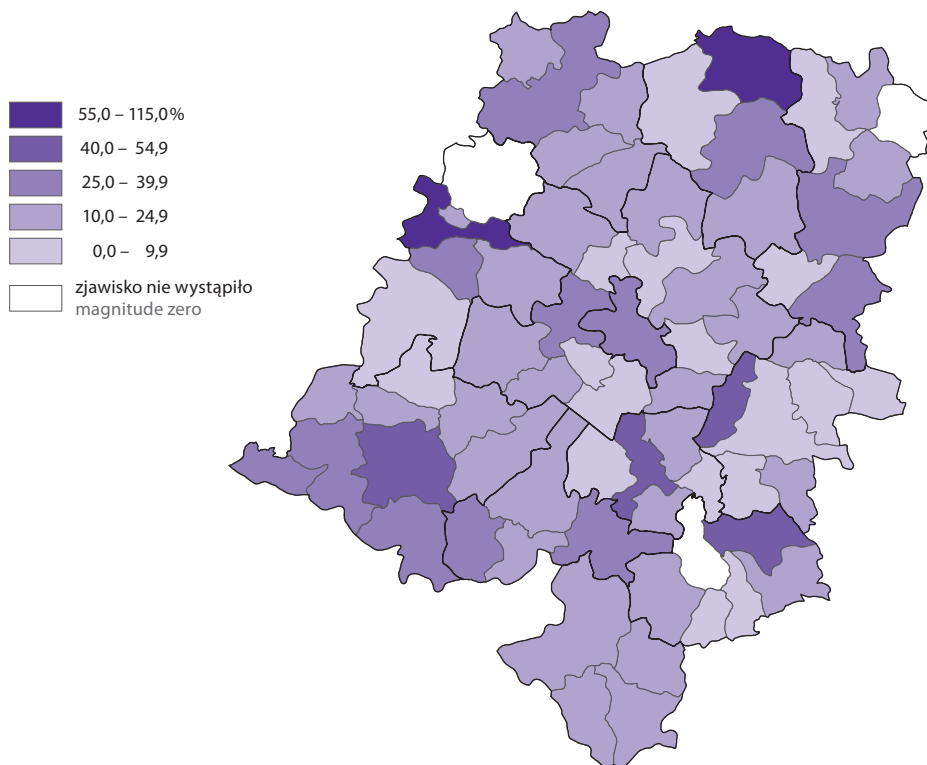 55,0 – 115,0%
40,0 – 54,9
25,0 – 39,9
10,0 – 24,9
0,0 – 9,9
zjawisko nie wystąpiło
magnitude zero